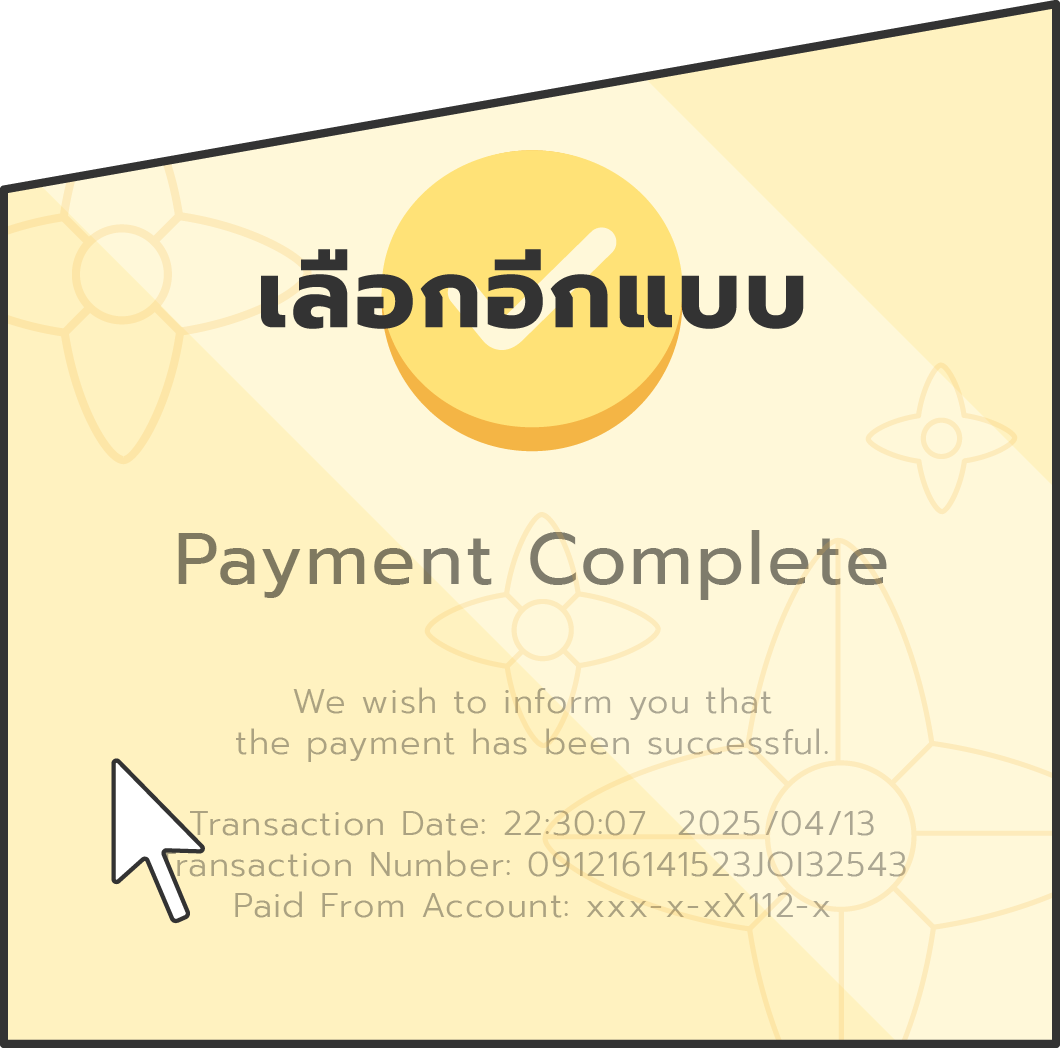 เลือกอีกแบบ
Payment Complete
We wish to inform you that
the payment has been successful.
Transaction Date: 22:30:07 2025/04/13
Transaction Number: 091216141523JOI32543
Paid From Account: xxx-x-xX112-x